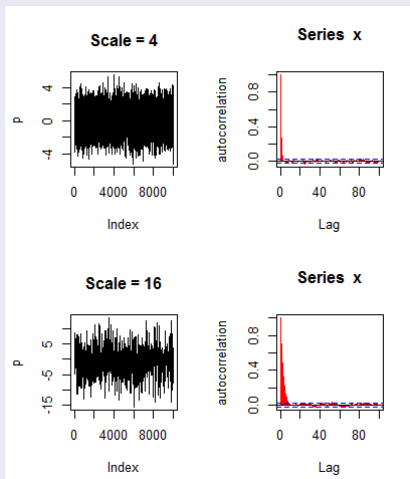 Scale = 4
p
4
0
-4
0
4000
8000
Index
Series x
autocorrelation
0.8
0.4
0.0
0
40
80
Lag
Scale = 16
p
5
-5
-15
0
4000
8000
Index
Series x
autocorrelation
0.8
0.4
0.0
0
40
80
Lag